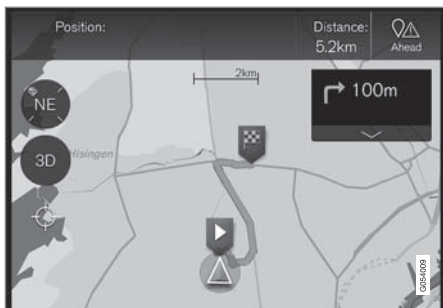 Position:
Distance:
5.2km
Ahead
2km
NE
100m
3D
Hisingen
G054009